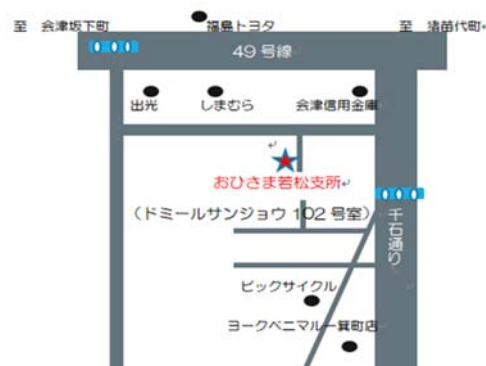 至 会津坂下町
福島トヨタ
至 猪苗代町
49号線
出光
しまむら
会津信用金庫
おひさま若松支所
（ドミールサンジョウ 102 号室）
千石通り
ビックサイクル
ヨークベニマル一箕町店